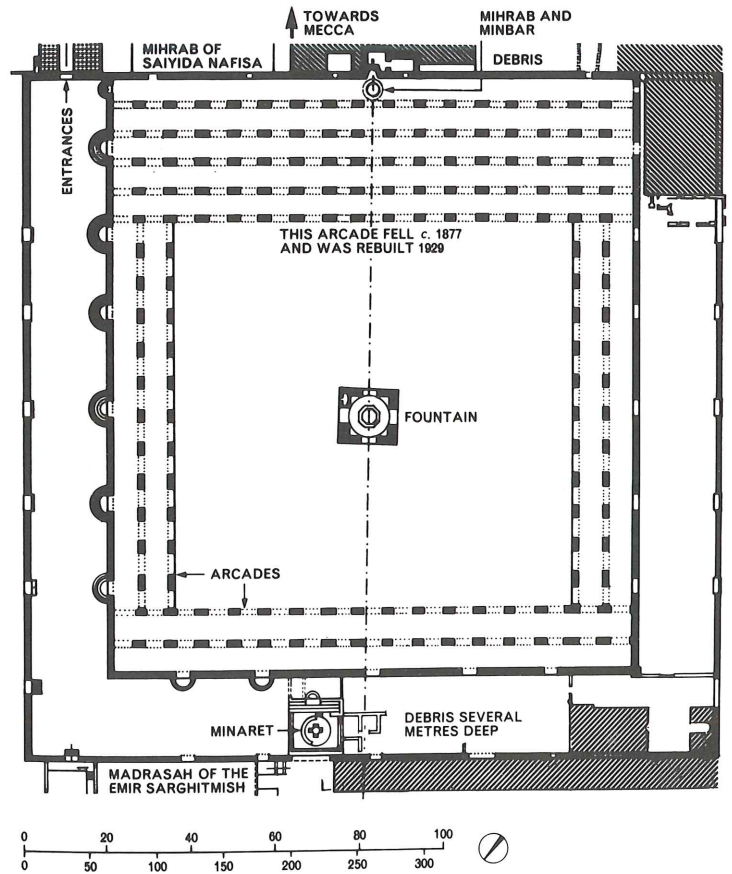 TOWARDS
MECCA
MIHRAB AND
MINBAR
MIHRAB OF
SAIYIDA NAFISA
DEBRIS
ENTRANCES
THIS ARCADE FELL c. 1877
AND WAS REBUILT 1929
FOUNTAIN
ARCADES
MINARET
DEBRIS SEVERAL
METRES DEEP
MADRASAH OF THE
EMIR SARGHITMISH
0 20 40 60 80 100
0 50 100 150 200 250 300